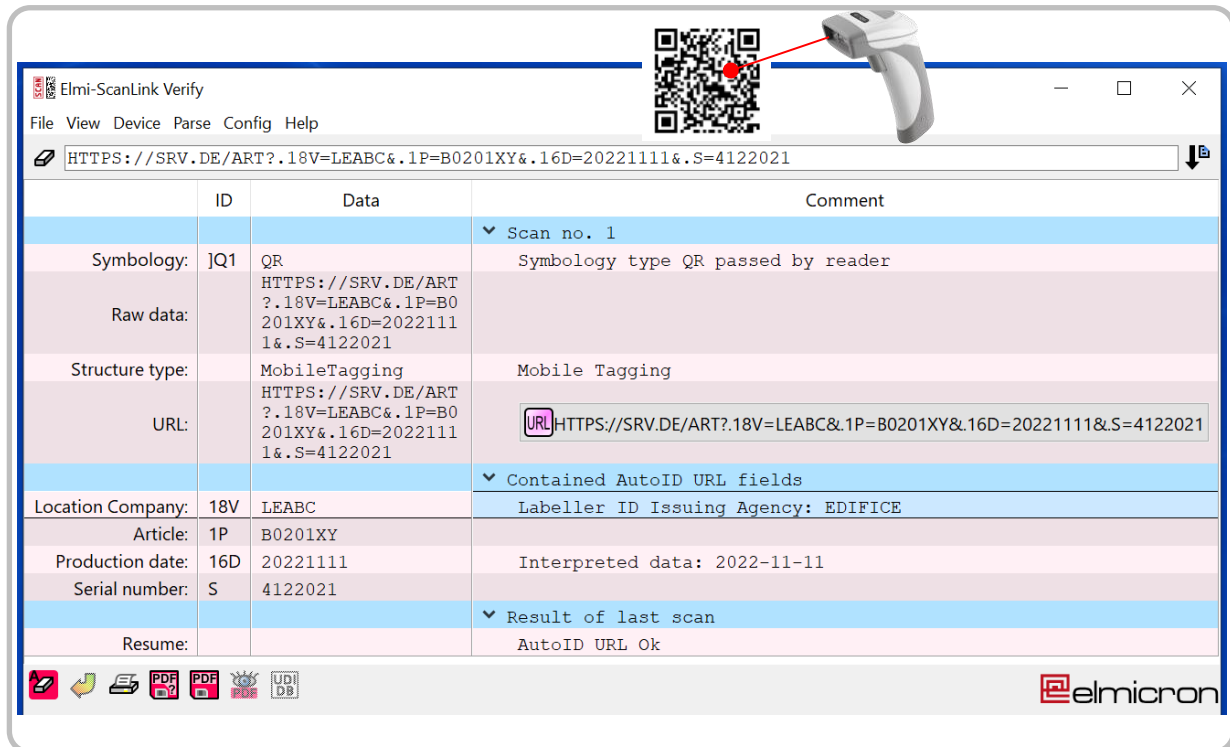 SCAN Elmi-ScanLink Verify
File View Device Parse Config Help
HTTPS://SRV.DE/ART?.18V=LEABC&.1P=B0201XY&.16D=20221111&.S=4122021
ID Data Comment
Scan no. 1
Symbology: ]Q1 QR Symbology type QR passed by reader
Raw data:
HTTPS://SRV.DE/ART
?.18V=LEABC&.1P=B0
201XY&.16D=2022111
1&.S=4122021
Structure type: MobileTagging Mobile Tagging
URL:
HTTPS://SRV.DE/ART
?.18V=LEABC&.1P=B0
201XY&.16D=2022111
1&.S=4122021
URL HTTPS://SRV.DE/ART?.18V=LEABC&.1P=B0201XY&.16D=20221111&.S=4122021
Contained AutoID URL fields
Location Company: 18V LEABC Labeller ID Issuing Agency: EDIFICE
Article: 1P B0201XY
Production date: 16D 20221111 Interpreted data: 2022-11-11
Serial number: S 4122021
Result of last scan
Resume: AutoID URL Ok
A PDF ? PDF PDF UDI
DB
elmicron